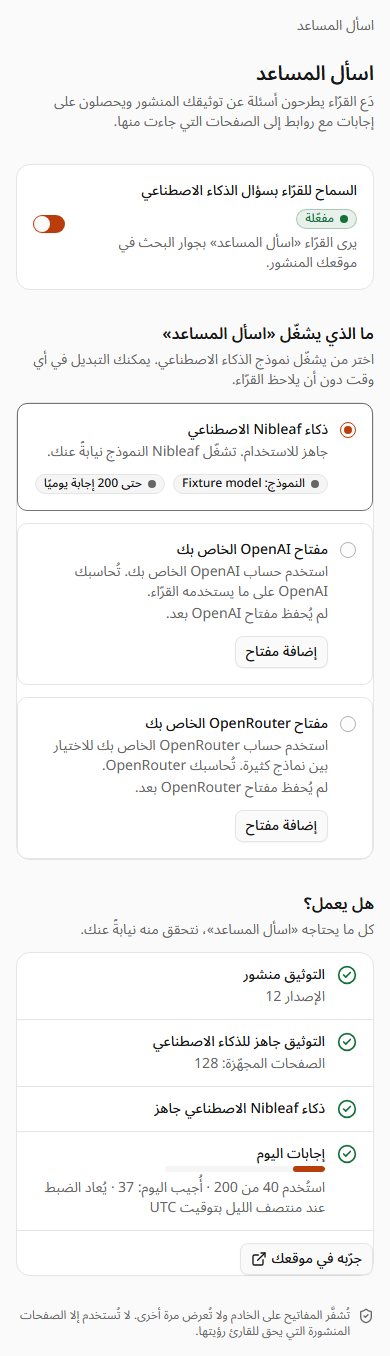 اسأل المساعد
اسأل المساعد
دَع القرّاء يطرحون أسئلة عن توثيقك المنشور ويحصلون على
إجابات مع روابط إلى الصفحات التي جاءت منها.
السماح للقرّاء بسؤال الذكاء الاصطناعي
مفعّلة
يرى القرّاء «اسأل المساعد» بجوار البحث في
موقعك المنشور.
ما الذي يشغّل «اسأل المساعد»
اختر من يشغّل نموذج الذكاء الاصطناعي. يمكنك التبديل في أي
وقت دون أن يلاحظ القرّاء.
ذكاء Nibleaf الاصطناعي
جاهز للاستخدام. تشغّل Nibleaf النموذج نيابةً عنك.
النموذج: Fixture model
حتى 200 إجابة يوميًا
مفتاح OpenAI الخاص بك
استخدم حساب OpenAI الخاص بك. تُحاسبك
OpenAI على ما يستخدمه القرّاء.
لم يُحفظ مفتاح OpenAI بعد.
إضافة مفتاح
مفتاح OpenRouter الخاص بك
استخدم حساب OpenRouter الخاص بك للاختيار
بين نماذج كثيرة. تُحاسبك OpenRouter.
لم يُحفظ مفتاح OpenRouter بعد.
إضافة مفتاح
هل يعمل؟
كل ما يحتاجه «اسأل المساعد»، نتحقق منه نيابةً عنك.
التوثيق منشور
الإصدار 12
التوثيق جاهز للذكاء الاصطناعي
الصفحات المجهّزة: 128
ذكاء Nibleaf الاصطناعي جاهز
إجابات اليوم
استُخدم 40 من 200 · أُجيب اليوم: 37 · يُعاد الضبط
عند منتصف الليل بتوقيت UTC
جرّبه في موقعك
تُشفَّر المفاتيح على الخادم ولا تُعرض مرة أخرى. لا تُستخدم إلا الصفحات
المنشورة التي يحق للقارئ رؤيتها.